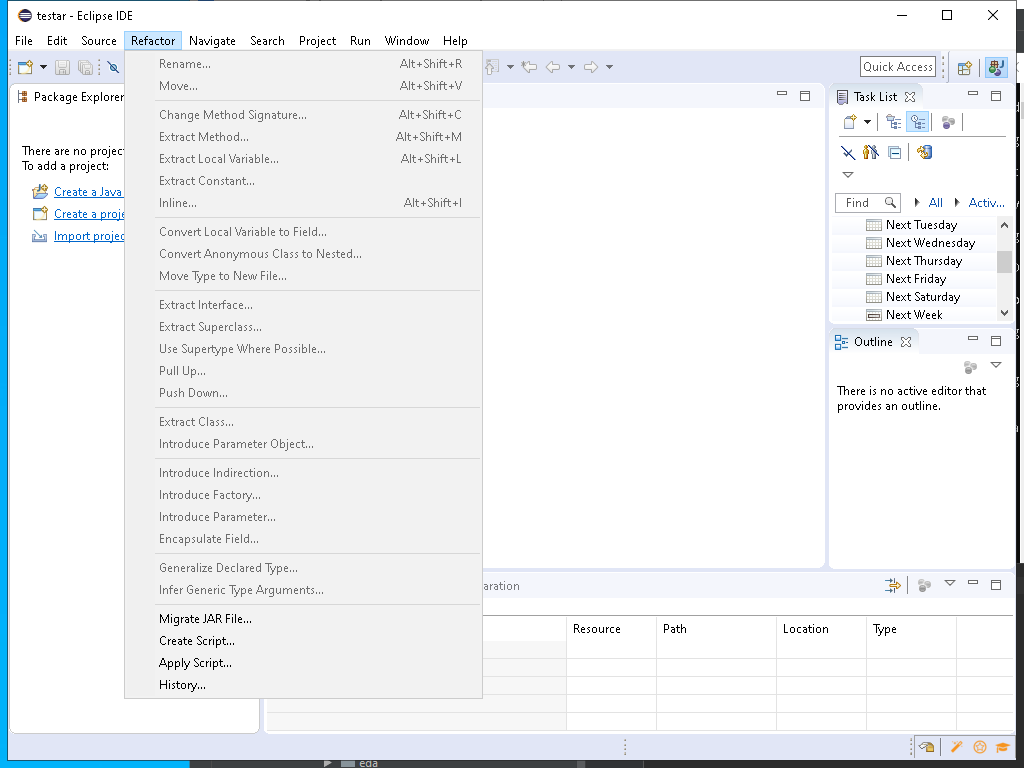 testar - Eclipse IDE
File Edit Source Refactor Navigate Search Project Run Window Help
Quick Access
Package Explorer
There are no
To add a project:
Create a Java
Create a
Import
Rename... Alt+Shift+R
Move... Alt+Shift+V
Change Method Signature... Alt+Shift+C
Extract Method... Alt+Shift+M
Extract Local Variable... Alt+Shift+L
Extract Constant...
Inline... Alt+Shift+I
Convert Local Variable to Field...
Convert Anonymous Class to Nested...
Move Type to New File...
Extract Interface...
Extract Superclass...
Use Supertype Where Possible...
Pull Up...
Push Down...
Extract Class...
Introduce Parameter Object...
Introduce Indirection...
Introduce Factory...
Introduce Parameter...
Encapsulate Field...
Generalize Declared Type...
Infer Generic Type Arguments...
Migrate JAR File...
Create Script...
Apply Script...
History...
Task List
Find All Activ...
Next Tuesday
Next Wednesday
Next Thursday
Next Friday
Next Saturday
Next Week
Outline
There is no active editor that
provides an outline.
aration
Resource Path Location Type
eda